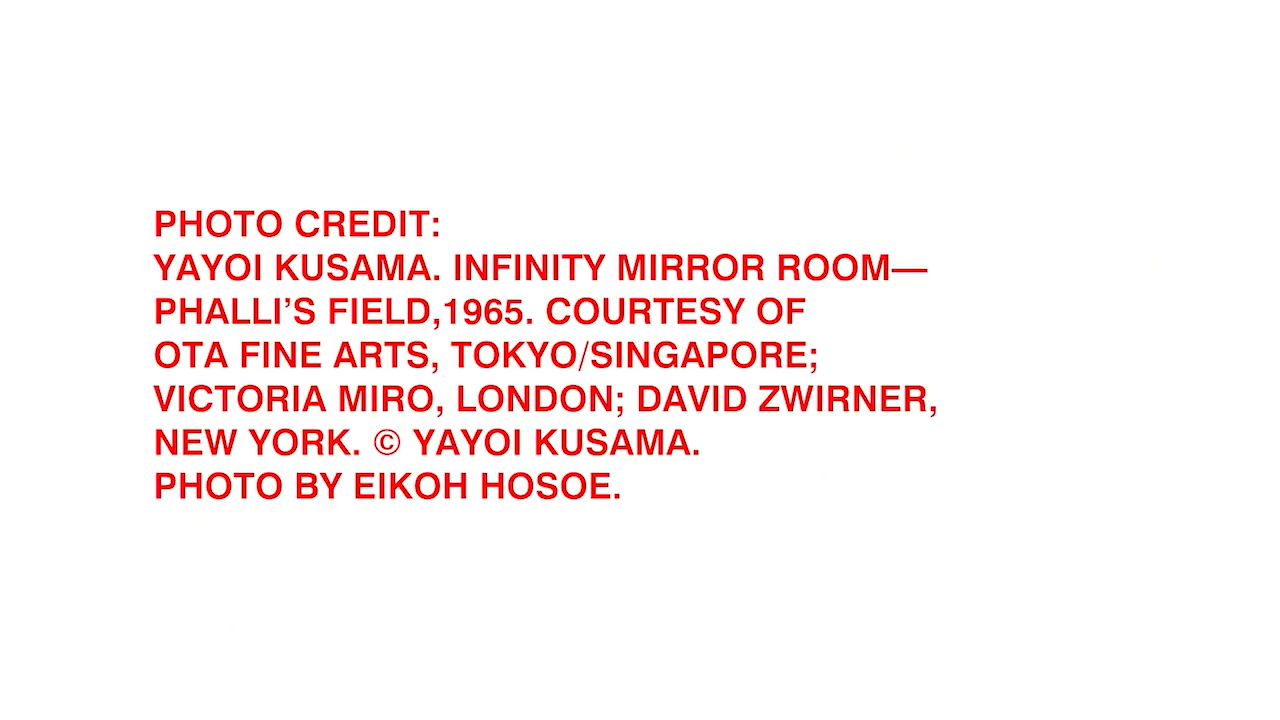 PHOTO CREDIT:
YAYOI KUSAMA. INFINITY MIRROR ROOM—
PHALLI’S FIELD,1965. COURTESY OF
OTA FINE ARTS, TOKYO/SINGAPORE;
VICTORIA MIRO, LONDON; DAVID ZWIRNER,
NEW YORK. © YAYOI KUSAMA.
PHOTO BY EIKOH HOSOE.